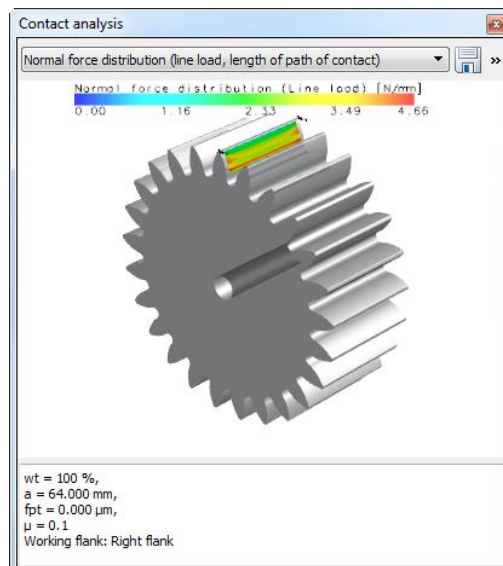 Contact analysis
Normal force distribution (line load, length of path of contact)
»
Normal force distribution (Line load) [N/mm]
0.00 1.16 2.33 3.49 4.66
wt = 100 %,
a = 64.000 mm,
fpt = 0.000 µm,
µ = 0.1
Working flank: Right flank